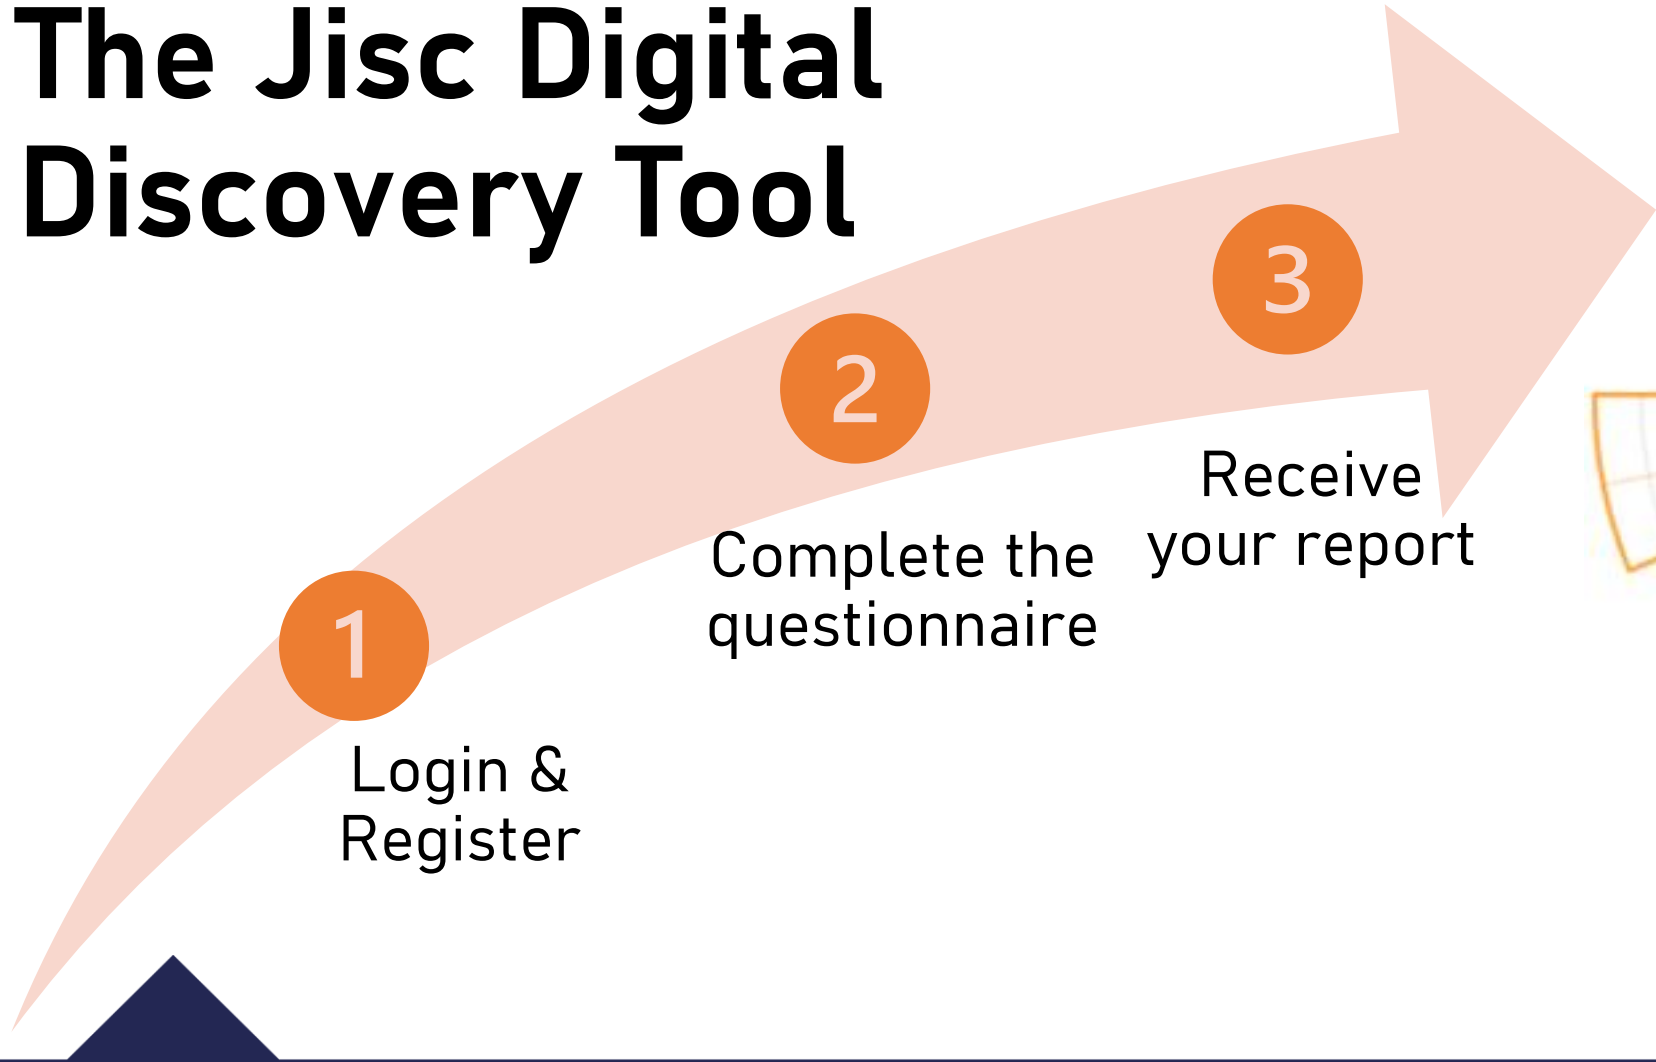 The Jisc Digital
Discovery Tool
1
Login &
Register
2
Complete the
questionnaire
3
Receive
your report